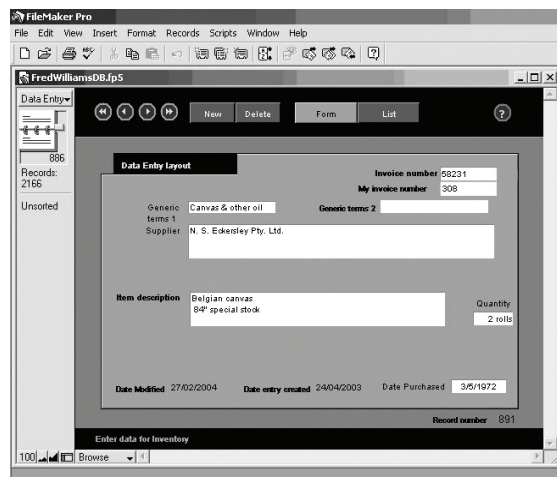 FileMaker Pro
File Edit View Insert Format Records Scripts Window Help
FredWilliamsDB.fp5
Data Entry
886
Records:
2166
Unsorted
New Delete Form List ?
Data Entry layout
Invoice number 58231
My invoice number 308
Generic terms 1 Canvas & other oil Generic terms 2
Supplier N. S. Eckersley Pty. Ltd.
Item description Belgian canvas
84" special stock
Quantity
2 rolls
Date Modified 27/02/2004 Date entry created 24/04/2003 Date Purchased 3/5/1972
Record number 891
Enter data for Inventory
100 Browse